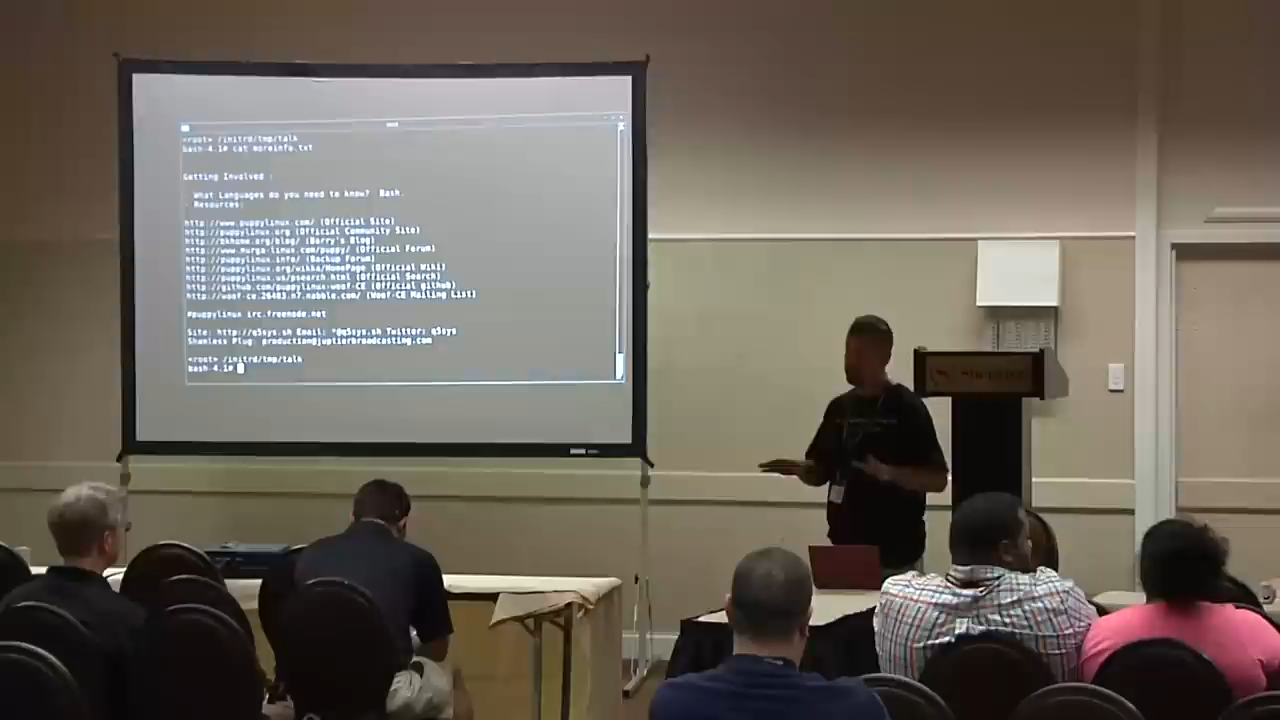 <root> /initrd/tmp/talk
bash-4.1# cat moreinfo.txt
Getting Involved :
What Languages do you need to know? Bash.
Resources:
http://www.puppylinux.com/ (Official Site)
http://puppylinux.org (Official Community Site)
http://bkhome.org/blog/ (Barry's Blog)
http://www.murga-linux.com/puppy/ (Official Forum)
http://puppylinux.info/ (Backup Forum)
http://puppylinux.org/wikka/HomePage (Official Wiki)
http://puppylinux.us/psearch.html (Official Search)
http://github.com/puppylinux-woof-CE (Official github)
http://woof-ce.26403.n7.nabble.com/ (Woof-CE Mailing List)
#puppylinux irc.freenode.net
Site: http://q5sys.sh Email: *@q5sys.sh Twitter: q5sys
Shamless Plug: production@jupiterbroadcasting.com
<root> /initrd/tmp/talk
bash-4.1#